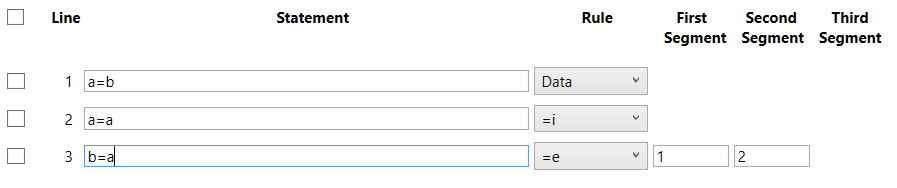 Line Statement Rule First Segment Second Segment Third Segment
1 a=b Data
2 a=a =i
3 b=a =e 1 2